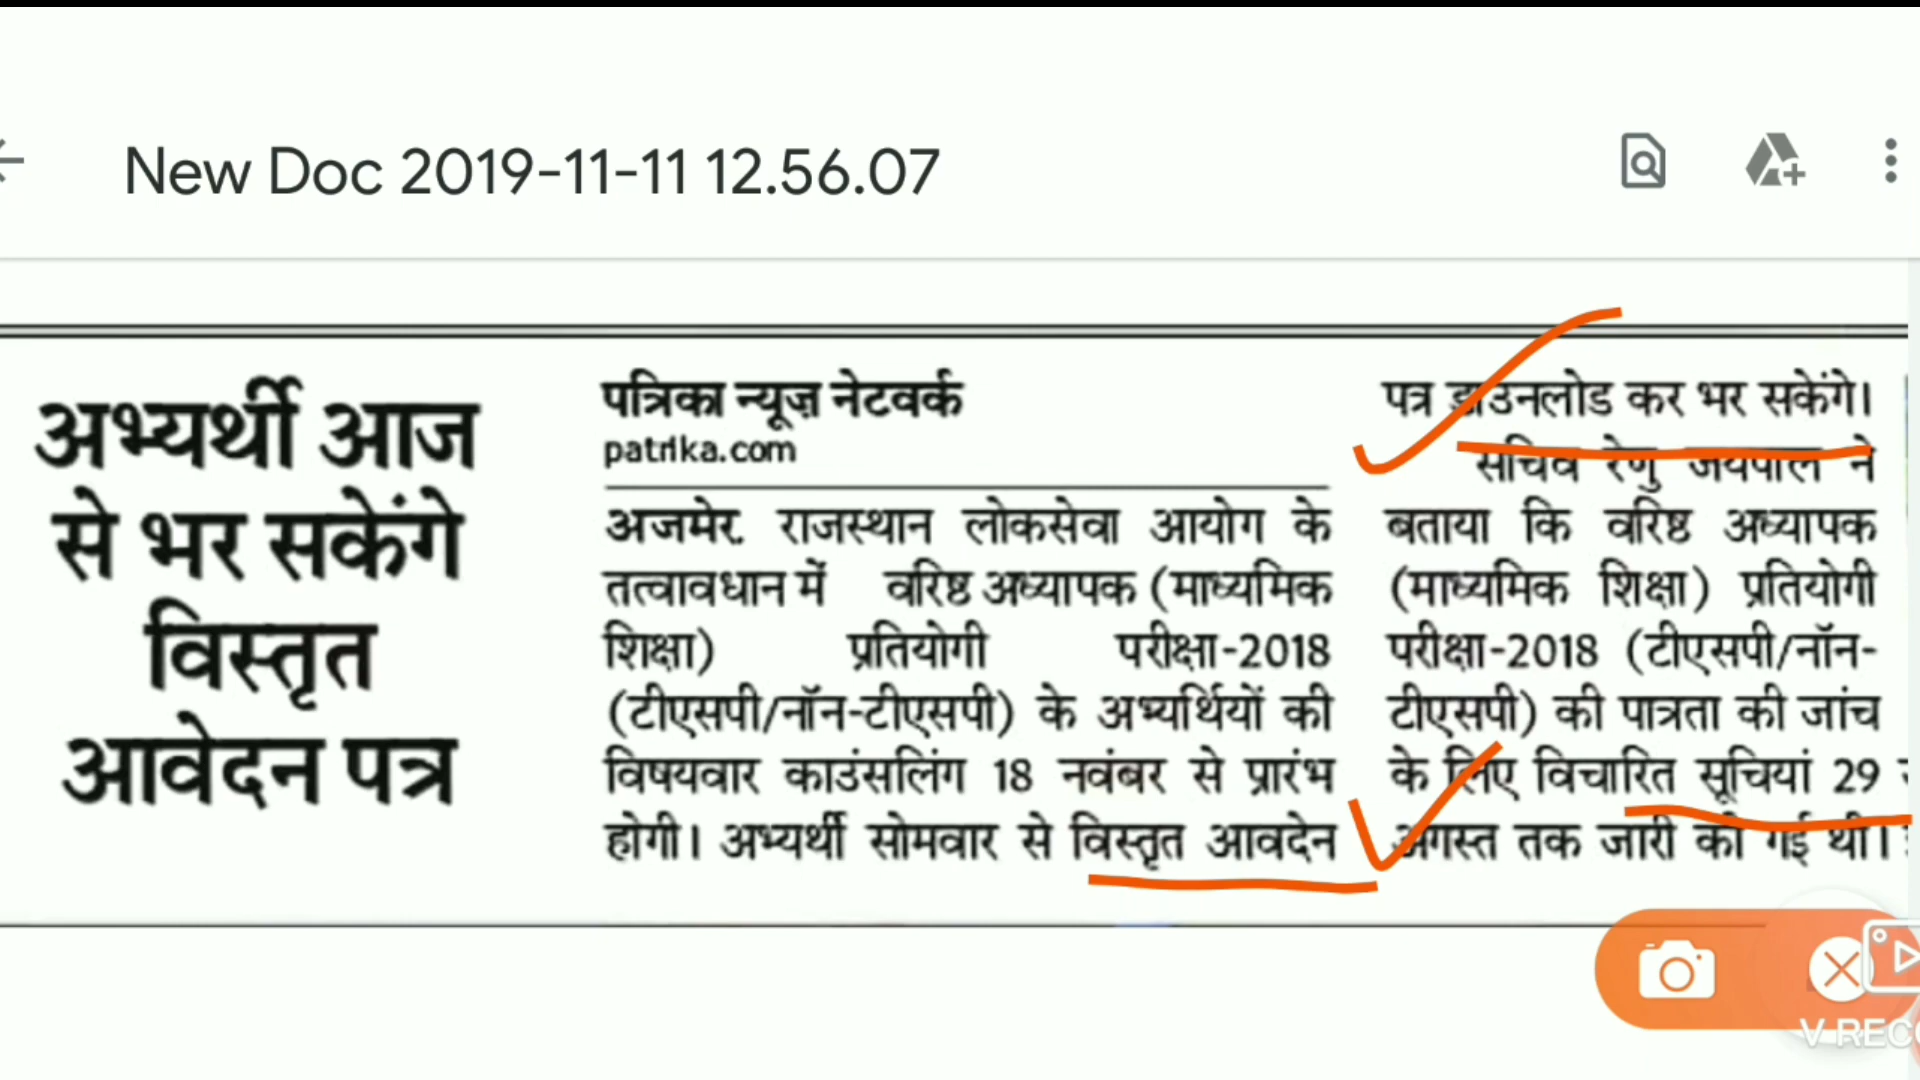 New Doc 2019-11-11 12.56.07
अभ्यर्थी आज
से भर सकेंगे
विस्तृत
आवेदन पत्र
पत्रिका न्यूज़ नेटवर्क
patrika.com
अजमेर. राजस्थान लोकसेवा आयोग के
तत्वावधान में वरिष्ठ अध्यापक (माध्यमिक
शिक्षा) प्रतियोगी परीक्षा-2018
(टीएसपी/नॉन-टीएसपी) के अभ्यर्थियों की
विषयवार काउंसलिंग 18 नवंबर से प्रारंभ
होगी। अभ्यर्थी सोमवार से विस्तृत आवदेन
पत्र डाउनलोड कर भर सकेंगे।
सचिव रेणु जयपाल ने
बताया कि वरिष्ठ अध्यापक
(माध्यमिक शिक्षा) प्रतियोगी
परीक्षा-2018 (टीएसपी/नॉन-
टीएसपी) की पात्रता की जांच
के लिए विचारित सूचियां 29
अगस्त तक जारी की गई थी।
V REC